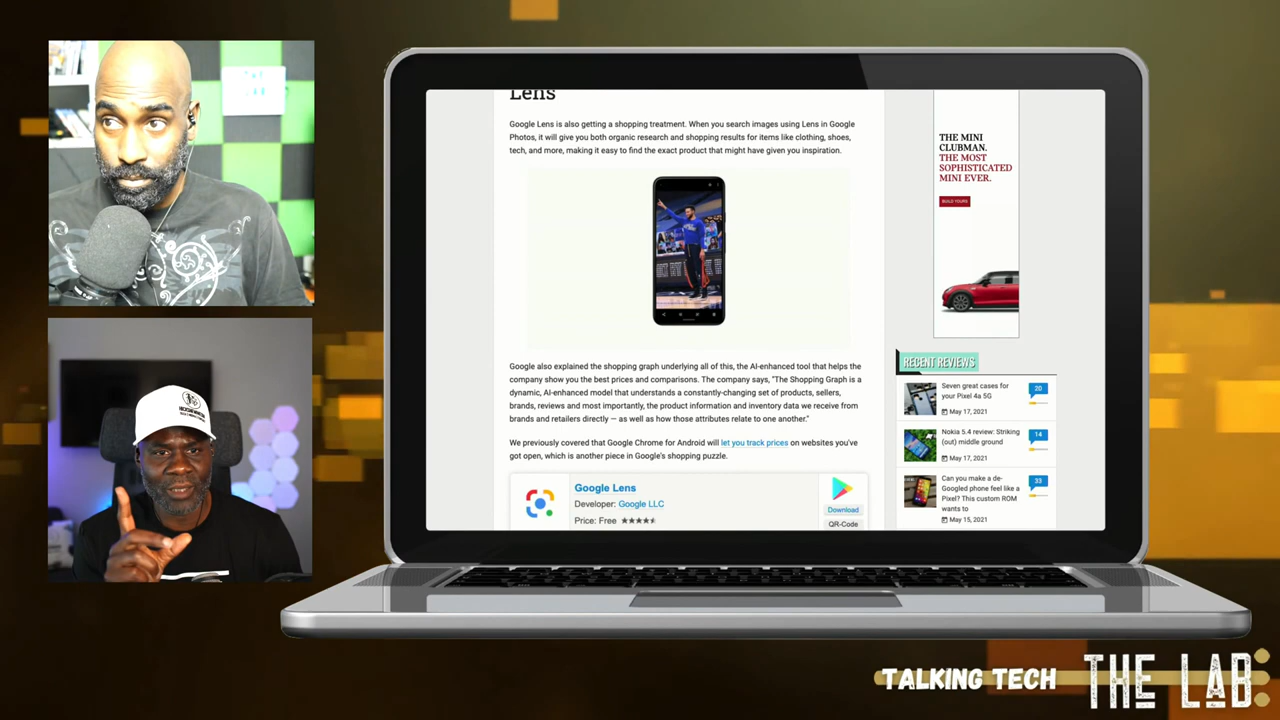 Lens
Google Lens is also getting a shopping treatment. When you search images using Lens in Google
Photos, it will give you both organic research and shopping results for items like clothing, shoes,
tech, and more, making it easy to find the exact product that might have given you inspiration.
Google also explained the shopping graph underlying all of this, the AI-enhanced tool that helps the
company show you the best prices and comparisons. The company says, "The Shopping Graph is a
dynamic, AI-enhanced model that understands a constantly-changing set of products, sellers,
brands, reviews and most importantly, the product information and inventory data we receive from
brands and retailers directly — as well as how those attributes relate to one another."
We previously covered that Google Chrome for Android will let you track prices on websites you've
got open, which is another piece in Google's shopping puzzle.
Google Lens
Developer: Google LLC
Price: Free
Download
QR-Code
THE MINI
CLUBMAN.
THE MOST
SOPHISTICATED
MINI EVER.
BUILD YOURS
RECENT REVIEWS
Seven great cases for
your Pixel 4a 5G
May 17, 2021
20
Nokia 5.4 review: Striking
(out) middle ground
May 17, 2021
14
Can you make a de-
Googled phone feel like a
Pixel? This custom ROM
wants to
May 15, 2021
33
TALKING TECH
THE LAB